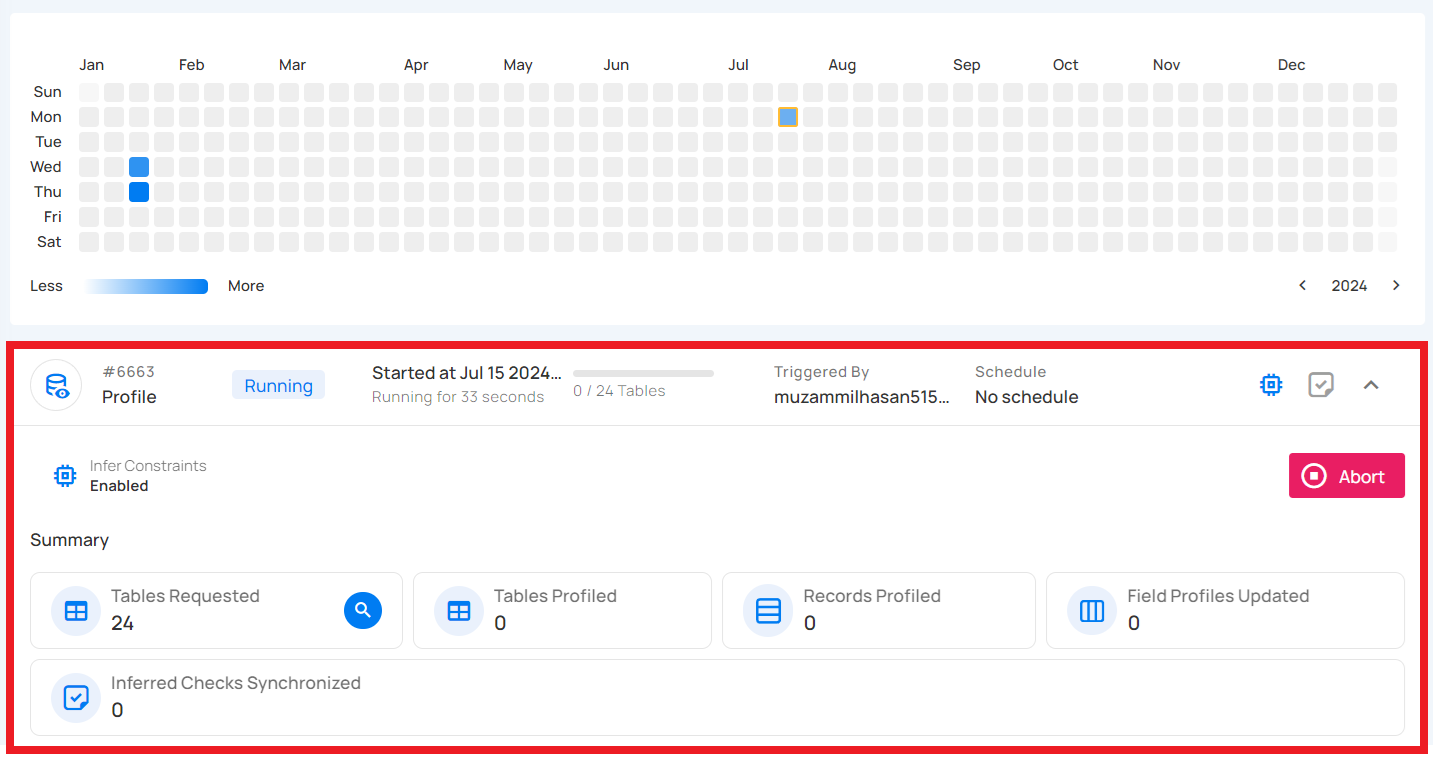 Jan Feb Mar Apr May Jun Jul Aug Sep Oct Nov Dec
Sun
Mon
Tue
Wed
Thu
Fri
Sat
Less More 2024
#6663
Profile
Running
Started at Jul 15 2024...
Running for 33 seconds
0 / 24 Tables
Triggered By
muzammilhasan515...
Schedule
No schedule
Infer Constraints
Enabled
Abort
Summary
Tables Requested
24
Tables Profiled
0
Records Profiled
0
Field Profiles Updated
0
Inferred Checks Synchronized
0